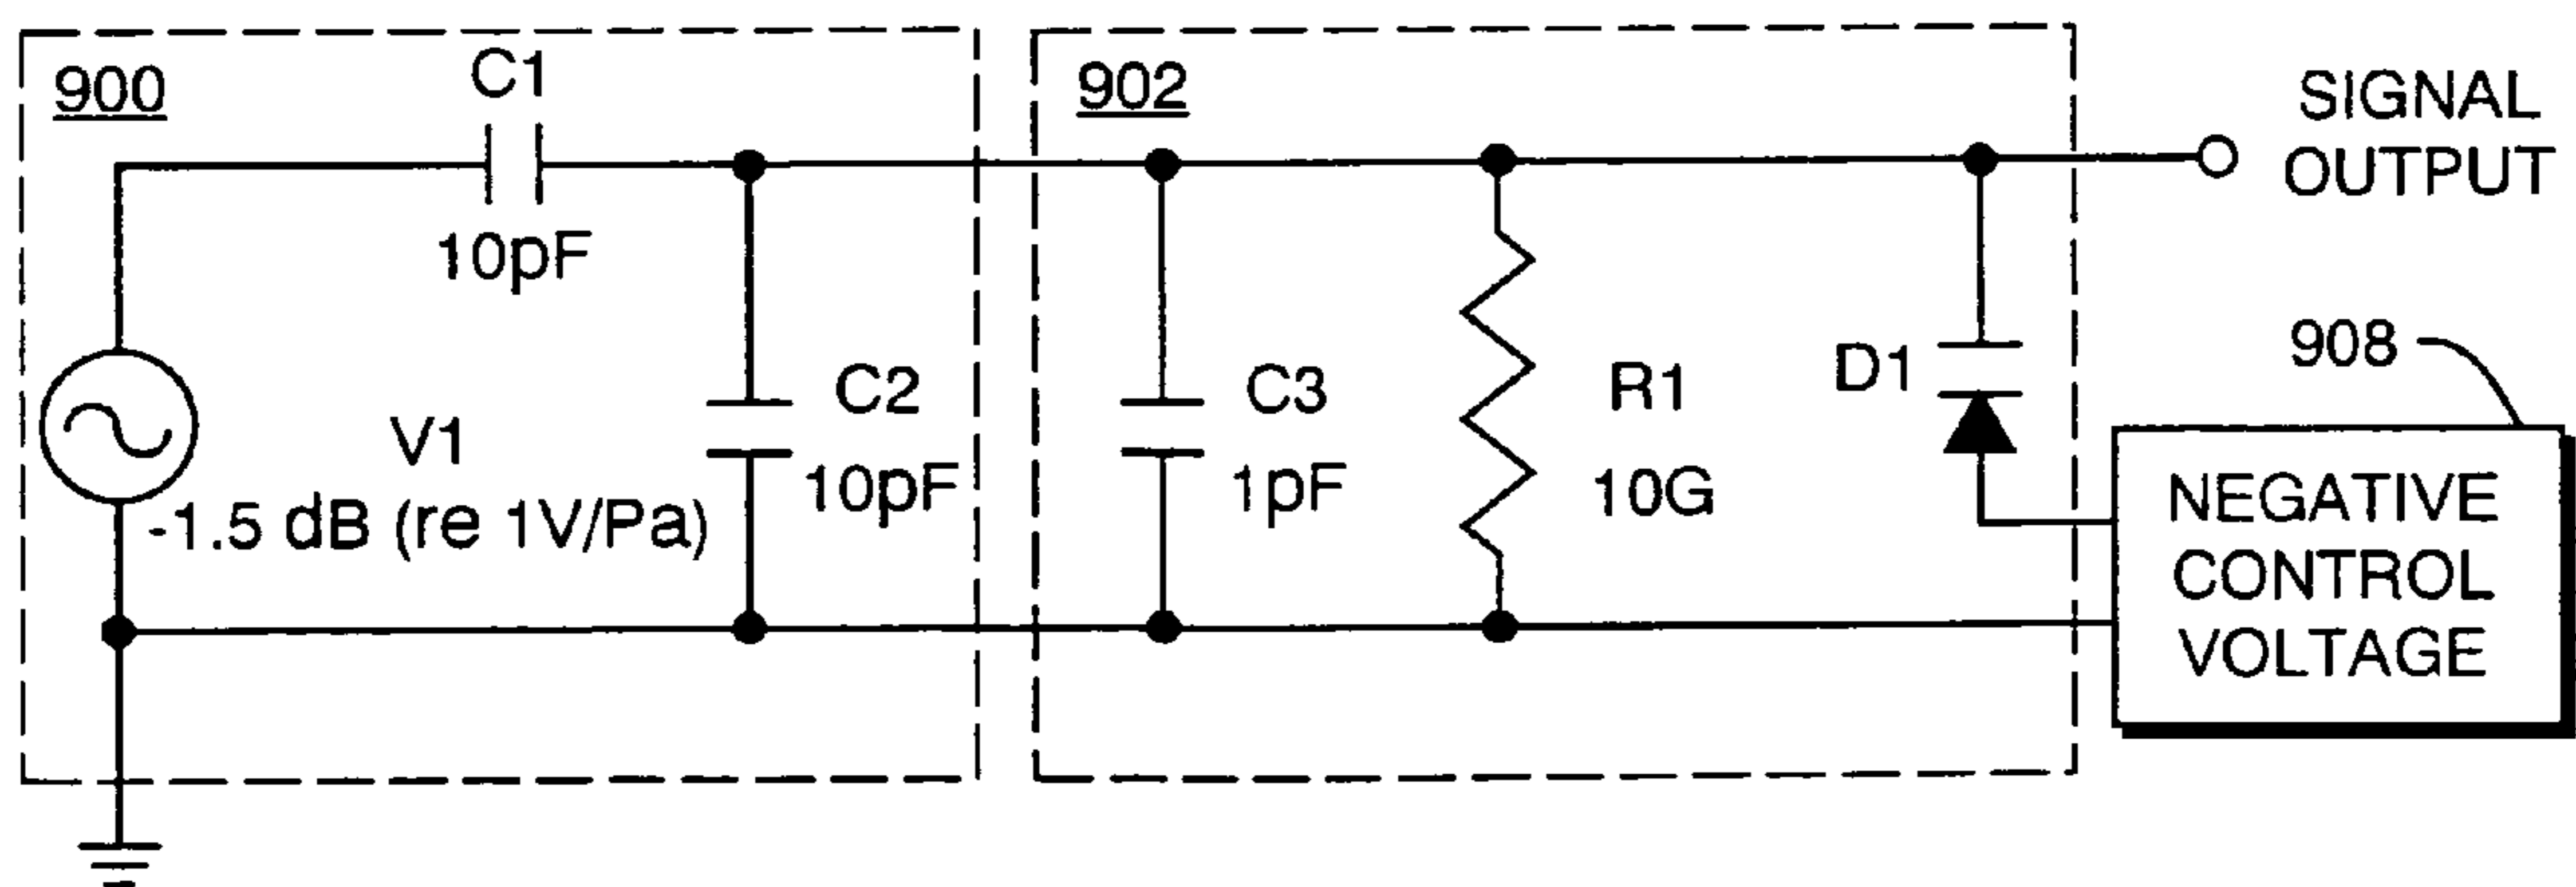 900
C1
10pF
V1
-1.5 dB (re 1V/Pa)
C2
10pF
902
C3
1pF
R1
10G
D1
SIGNAL
OUTPUT
908
NEGATIVE
CONTROL
VOLTAGE